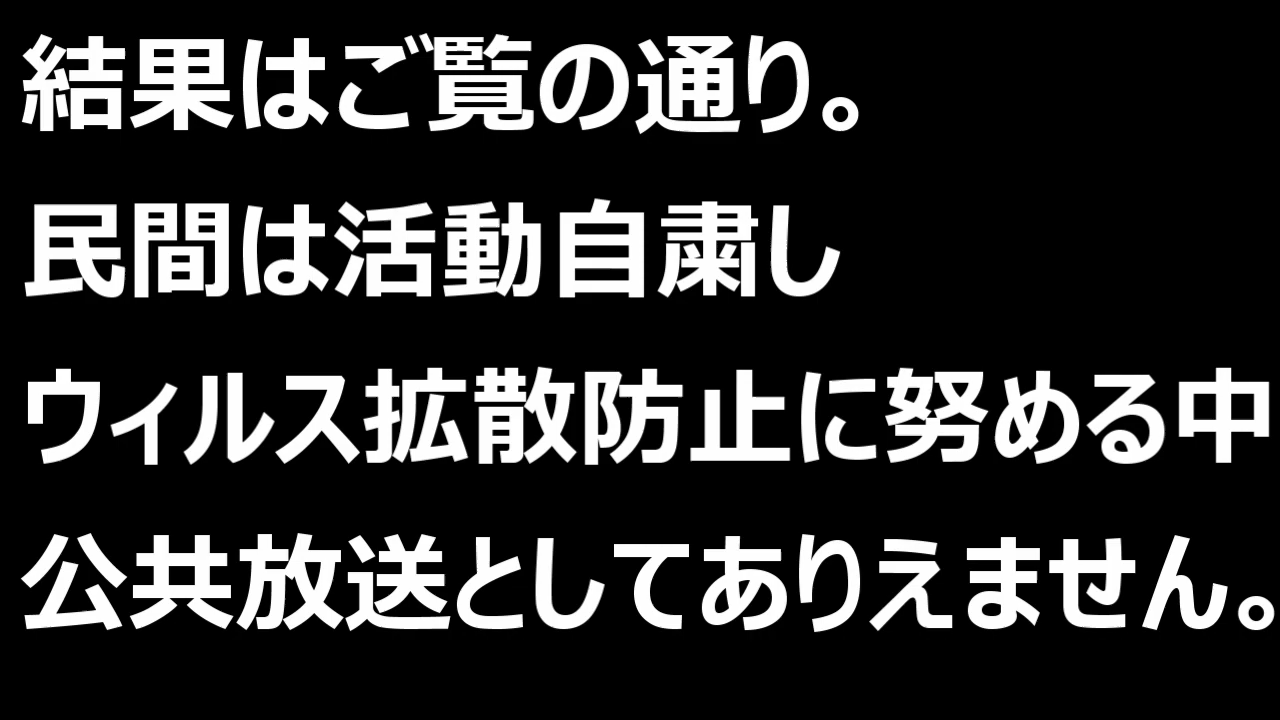 結果はご覧の通り。
民間は活動自粛し
ウィルス拡散防止に努める中
公共放送としてありえません。